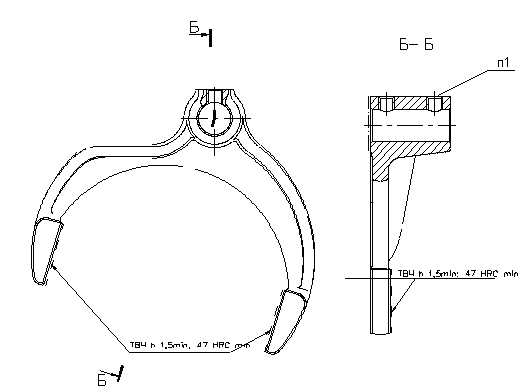 Б
Б- Б
п1
ТВЧ h 1,5min; 47 HRC min
ТВЧ h 1,5min; 47 HRC min
Б